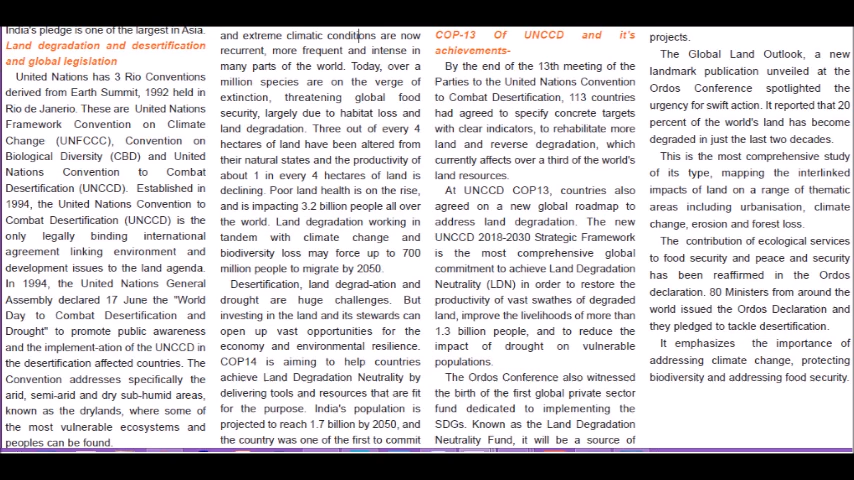 India's pledge is one of the largest in Asia.
Land degradation and desertification
and global legislation
United Nations has 3 Rio Conventions
derived from Earth Summit, 1992 held in
Rio de Janerio. These are United Nations
Framework Convention on Climate
Change (UNFCCC), Convention on
Biological Diversity (CBD) and United
Nations Convention to Combat
Desertification (UNCCD). Established in
1994, the United Nations Convention to
Combat Desertification (UNCCD) is the
only legally binding international
agreement linking environment and
development issues to the land agenda.
In 1994, the United Nations General
Assembly declared 17 June the "World
Day to Combat Desertification and
Drought" to promote public awareness
and the implement-ation of the UNCCD in
the desertification affected countries. The
Convention addresses specifically the
arid, semi-arid and dry sub-humid areas,
known as the drylands, where some of
the most vulnerable ecosystems and
peoples can be found.
and extreme climatic conditions are now
recurrent, more frequent and intense in
many parts of the world. Today, over a
million species are on the verge of
extinction, threatening global food
security, largely due to habitat loss and
land degradation. Three out of every 4
hectares of land have been altered from
their natural states and the productivity of
about 1 in every 4 hectares of land is
declining. Poor land health is on the rise,
and is impacting 3.2 billion people all over
the world. Land degradation working in
tandem with climate change and
biodiversity loss may force up to 700
million people to migrate by 2050.
Desertification, land degrad-ation and
drought are huge challenges. But
investing in the land and its stewards can
open up vast opportunities for the
economy and environmental resilience.
COP14 is aiming to help countries
achieve Land Degradation Neutrality by
delivering tools and resources that are fit
for the purpose. India's population is
projected to reach 1.7 billion by 2050, and
the country was one of the first to commit
COP-13 Of UNCCD and it's
achievements-
By the end of the 13th meeting of the
Parties to the United Nations Convention
to Combat Desertification, 113 countries
had agreed to specify concrete targets
with clear indicators, to rehabilitate more
land and reverse degradation, which
currently affects over a third of the world's
land resources.
At UNCCD COP13, countries also
agreed on a new global roadmap to
address land degradation. The new
UNCCD 2018-2030 Strategic Framework
is the most comprehensive global
commitment to achieve Land Degradation
Neutrality (LDN) in order to restore the
productivity of vast swathes of degraded
land, improve the livelihoods of more than
1.3 billion people, and to reduce the
impact of drought on vulnerable
populations.
The Ordos Conference also witnessed
the birth of the first global private sector
fund dedicated to implementing the
SDGs. Known as the Land Degradation
Neutrality Fund, it will be a source of
projects.
The Global Land Outlook, a new
landmark publication unveiled at the
Ordos Conference spotlighted the
urgency for swift action. It reported that 20
percent of the world's land has become
degraded in just the last two decades.
This is the most comprehensive study
of its type, mapping the interlinked
impacts of land on a range of thematic
areas including urbanisation, climate
change, erosion and forest loss.
The contribution of ecological services
to food security and peace and security
has been reaffirmed in the Ordos
declaration. 80 Ministers from around the
world issued the Ordos Declaration and
they pledged to tackle desertification.
It emphasizes the importance of
addressing climate change, protecting
biodiversity and addressing food security.